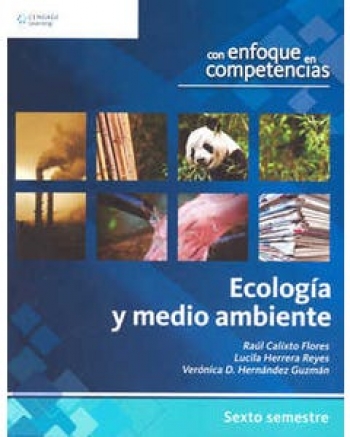 CENGAGE
Learning
con enfoque en
competencias
Ecología
y medio ambiente
Raúl Calixto Flores
Lucila Herrera Reyes
Verónica D. Hernández Guzmán
Sexto semestre